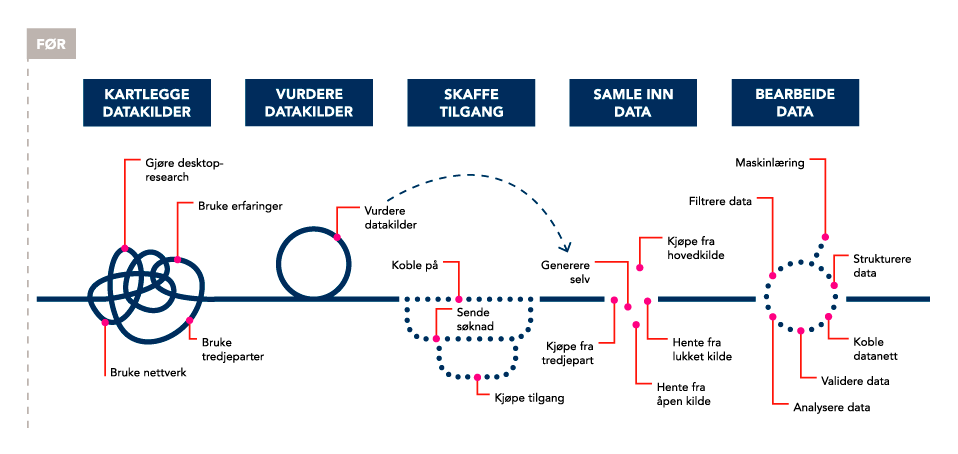 FØR
KARTLEGGE
DATAKILDER
VURDERE
DATAKILDER
SKAFFE
TILGANG
SAMLE INN
DATA
BEARBEIDE
DATA
Gjøre desktop-
research
Bruke erfaringer
Bruke
tredjeparter
Bruke nettverk
Vurdere
datakilder
Koble på
Sende
søknad
Kjøpe tilgang
Generere
selv
Kjøpe fra
hovedkilde
Kjøpe fra
tredjepart
Hente fra
lukket kilde
Hente fra
åpen kilde
Maskinlæring
Filtrere data
Strukturere
data
Koble
datanett
Validere data
Analysere data